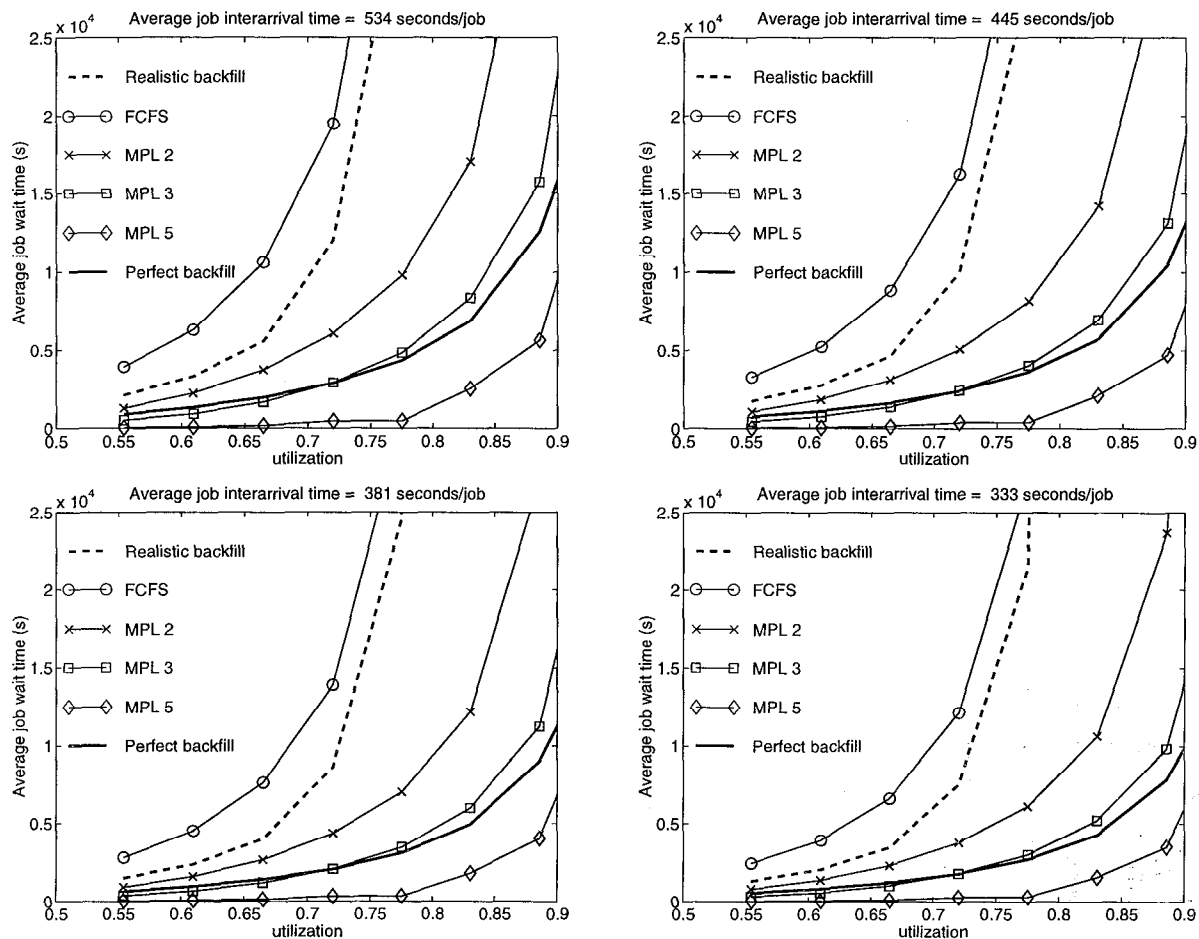 Average job interarrival time = 534 seconds/job
x 10^4
2.5
2
1.5
1
0.5
0
Average job wait time (s)
Realistic backfill
FCFS
MPL 2
MPL 3
MPL 5
Perfect backfill
0.5 0.55 0.6 0.65 0.7 0.75 0.8 0.85 0.9
utilization
Average job interarrival time = 445 seconds/job
x 10^4
2.5
2
1.5
1
0.5
0
Average job wait time (s)
Realistic backfill
FCFS
MPL 2
MPL 3
MPL 5
Perfect backfill
0.5 0.55 0.6 0.65 0.7 0.75 0.8 0.85 0.9
utilization
Average job interarrival time = 381 seconds/job
x 10^4
2.5
2
1.5
1
0.5
0
Average job wait time (s)
Realistic backfill
FCFS
MPL 2
MPL 3
MPL 5
Perfect backfill
0.5 0.55 0.6 0.65 0.7 0.75 0.8 0.85 0.9
utilization
Average job interarrival time = 333 seconds/job
x 10^4
2.5
2
1.5
1
0.5
0
Average job wait time (s)
Realistic backfill
FCFS
MPL 2
MPL 3
MPL 5
Perfect backfill
0.5 0.55 0.6 0.65 0.7 0.75 0.8 0.85 0.9
utilization